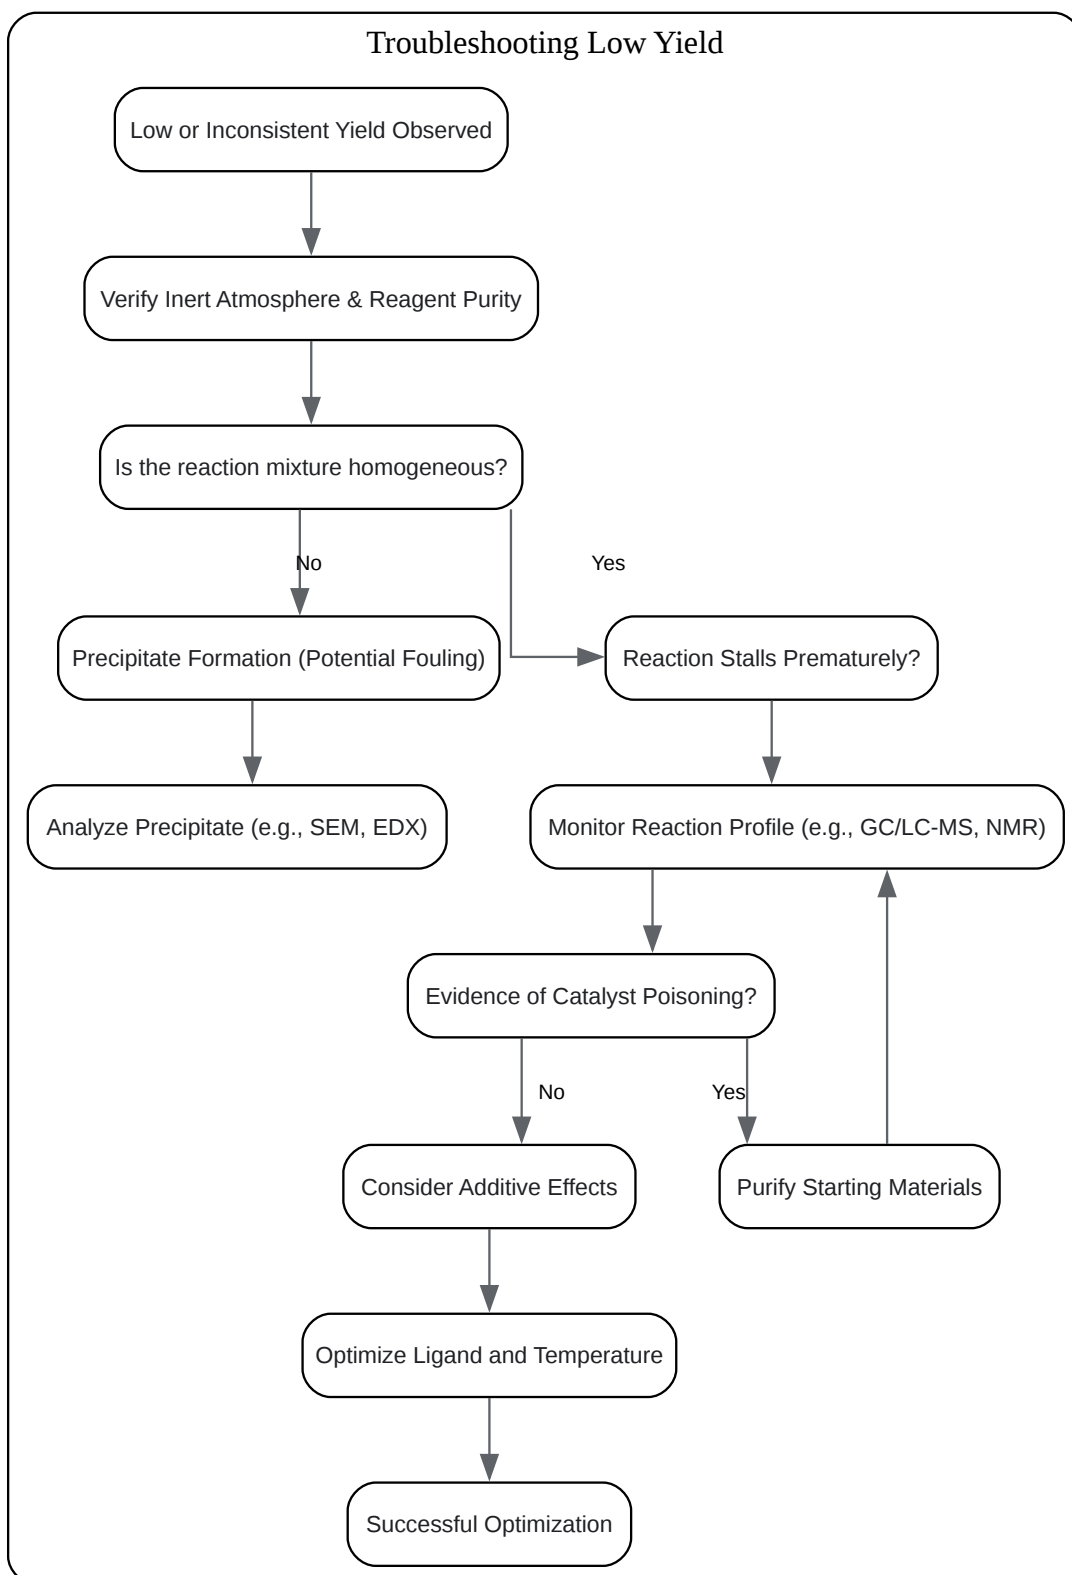 Troubleshooting Low Yield
Low or Inconsistent Yield Observed
Verify Inert Atmosphere & Reagent Purity
Is the reaction mixture homogeneous?
No
Yes
Precipitate Formation (Potential Fouling)
Reaction Stalls Prematurely?
Analyze Precipitate (e.g., SEM, EDX)
Monitor Reaction Profile (e.g., GC/LC-MS, NMR)
Evidence of Catalyst Poisoning?
No
Yes
Consider Additive Effects
Purify Starting Materials
Optimize Ligand and Temperature
Successful Optimization